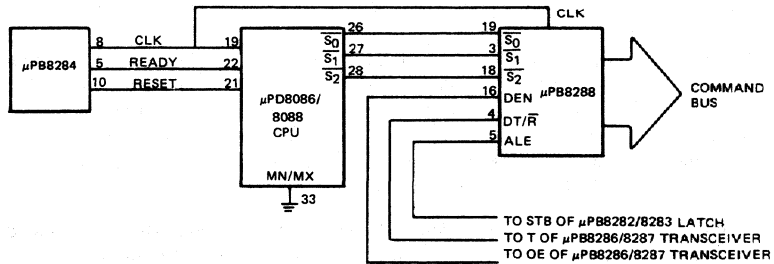 CLK
26
19
8 CLK 19
S̅0̅
S̅0̅
27
3
μPB8284
5 READY 22
S̅1̅
S̅1̅
10 RESET 21
28
18
S̅2̅
S̅2̅
μPB8288
16
DEN
μPD8086/
8088
CPU
4
DT/R̅
5
ALE
COMMAND
BUS
MN/MX
33
TO STB OF μPB8282/8283 LATCH
TO T OF μPB8286/8287 TRANSCEIVER
TO OE OF μPB8286/8287 TRANSCEIVER